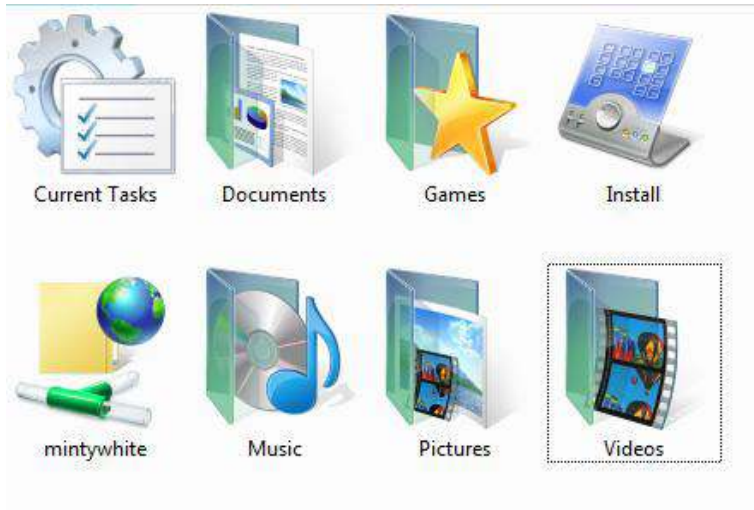 Current Tasks
Documents
Games
Install
mintywhite
Music
Pictures
Videos